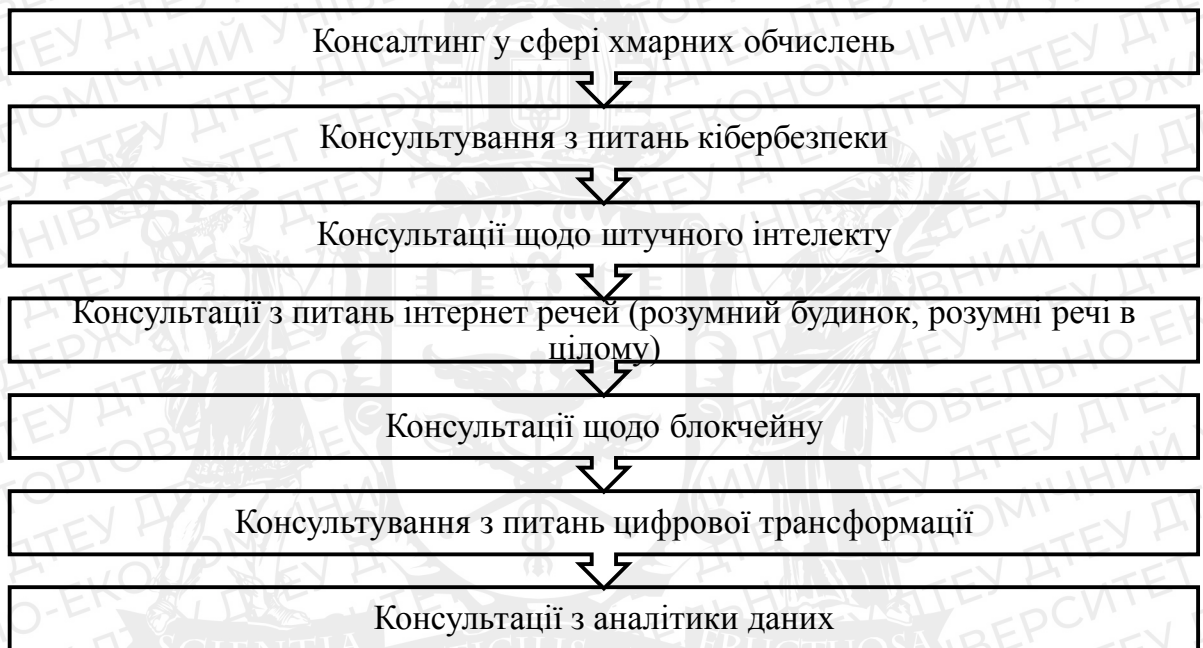 Консалтинг у сфері хмарних обчислень
Консультування з питань кібербезпеки
Консультації щодо штучного інтелекту
Консультації з питань інтернет речей (розумний будинок, розумні речі в
цілому)
Консультації щодо блокчейну
Консультування з питань цифрової трансформації
Консультації з аналітики даних